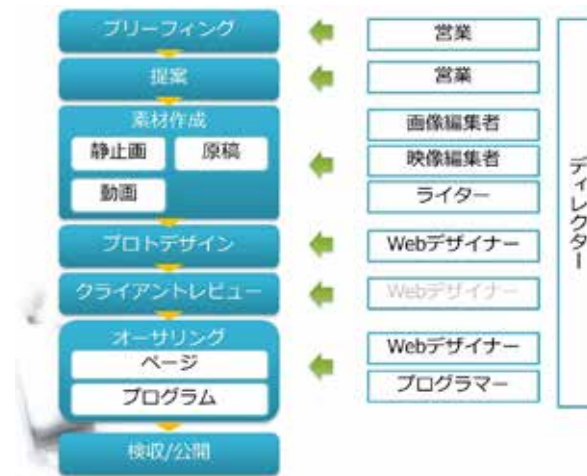 ブリーフィング
営業
提案
営業
素材作成
静止画
原稿
動画
画像編集者
映像編集者
ライター
プロトデザイン
Webデザイナー
クライアントレビュー
Webデザイナー
オーサリング
ページ
プログラム
Webデザイナー
プログラマー
検収/公開
ディレクター